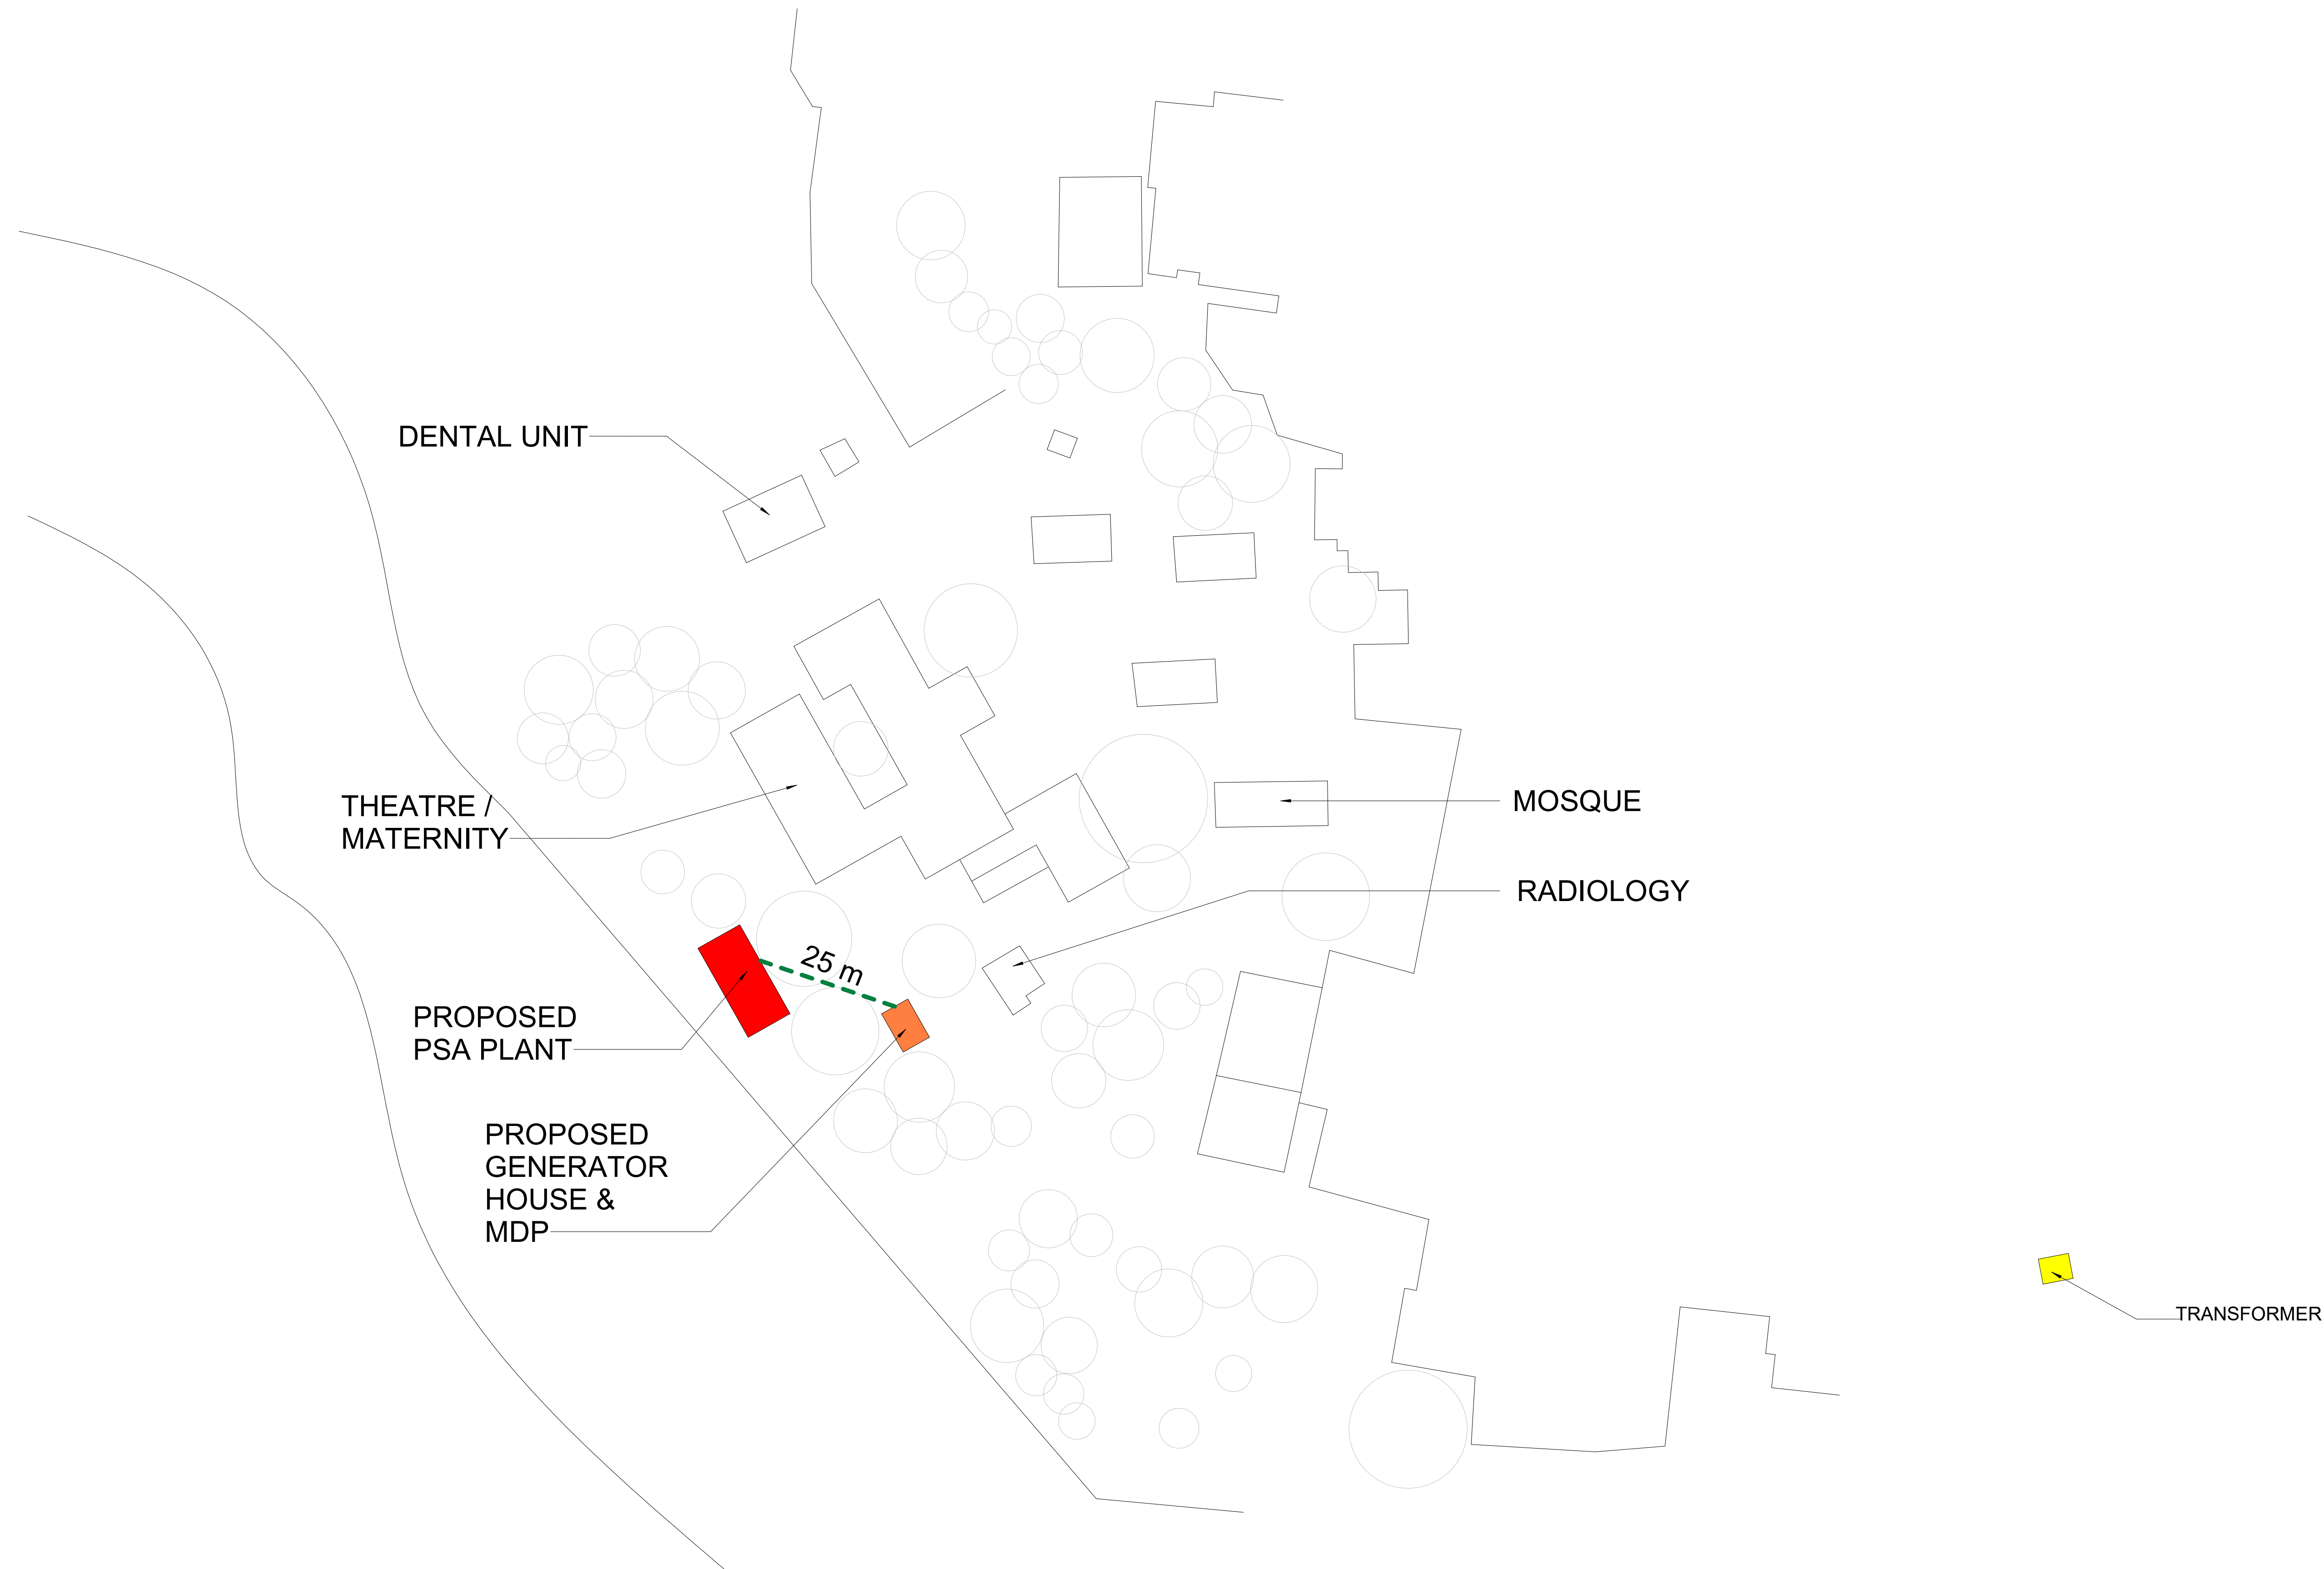 DENTAL UNIT
THEATRE /
MATERNITY
MOSQUE
RADIOLOGY
25 m
PROPOSED
PSA PLANT
PROPOSED
GENERATOR
HOUSE &
MDP
TRANSFORMER